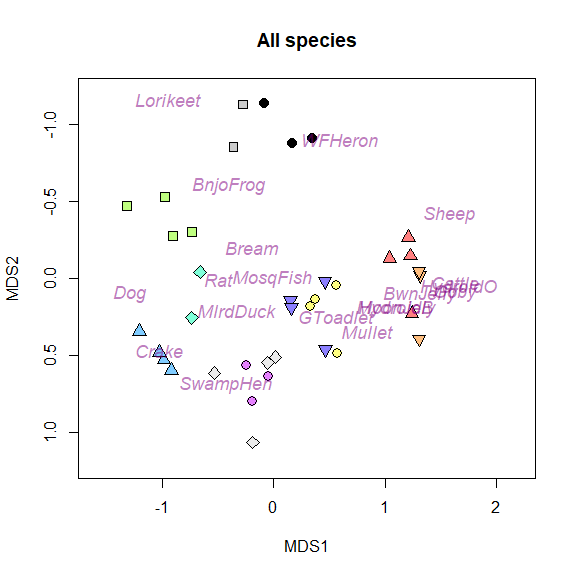 All species
Lorikeet
WFHeron
BnjoFrog
Sheep
Bream
MosqFish
Rat
Cattle
Dog
BwnJelly
MlrdDuck
GToadlet
Mullet
Crake
SwampHen
-1.0
-0.5
0.0
0.5
1.0
MDS2
-1
0
1
2
MDS1